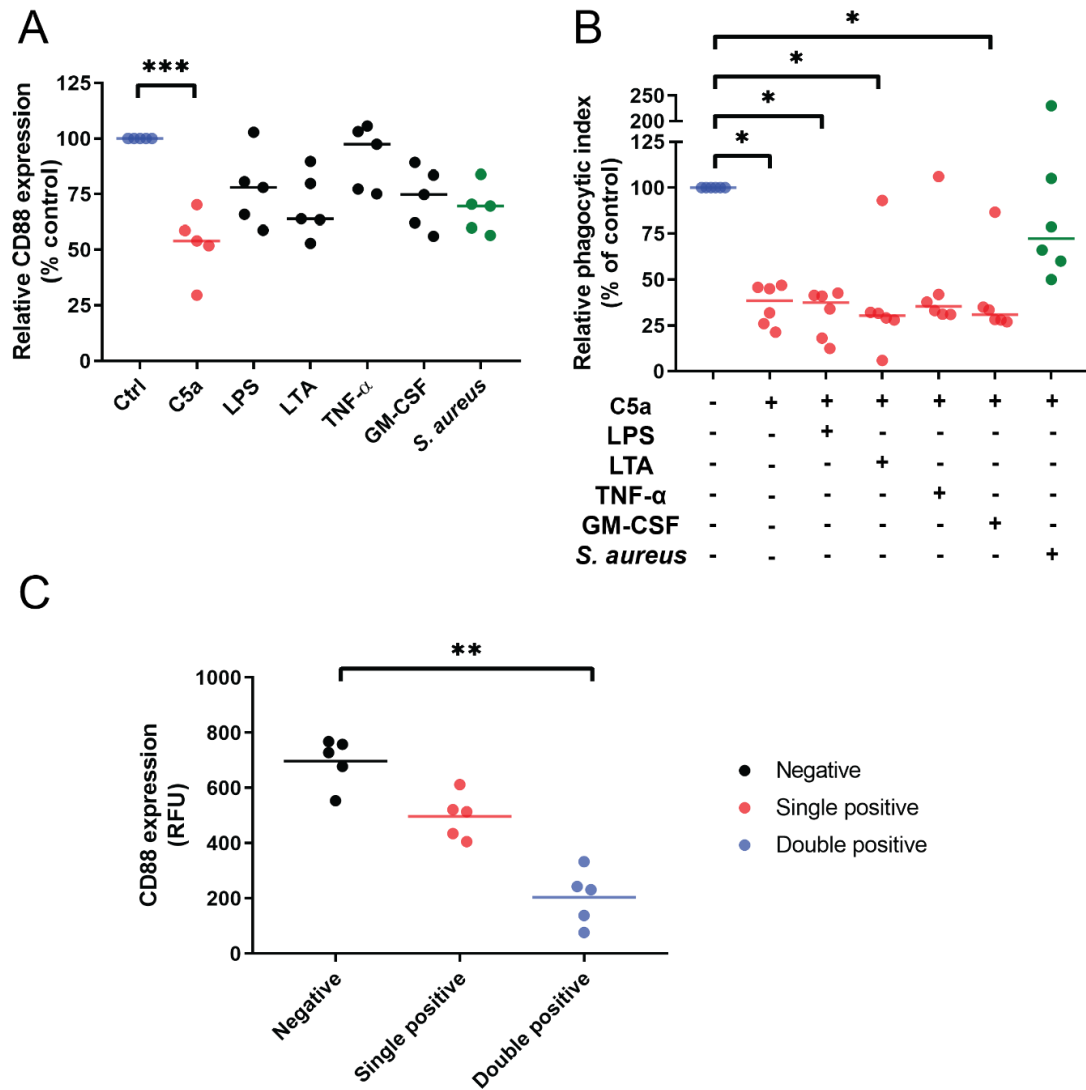 A
Relative CD88 expression
(% control)
***
125
100
75
50
25
0
Ctrl
C5a
LPS
LTA
TNF-α
GM-CSF
S. aureus
B
Relative phagocytic index
(% of control)
*
*
*
*
250
200
125
100
75
50
25
0
C5a - + + + + + +
LPS - - + - - - -
LTA - - - + - - -
TNF-α - - - - + - -
GM-CSF - - - - - + -
S. aureus - - - - - - +
C
CD88 expression
(RFU)
**
1000
800
600
400
200
0
Negative
Single positive
Double positive
Negative
Single positive
Double positive